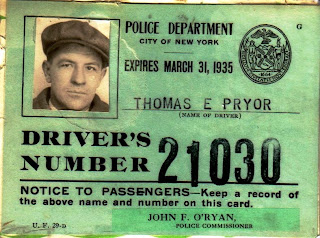 POLICE DEPARTMENT
CITY OF NEW YORK
G
EXPIRES MARCH 31, 1935
THOMAS E PRYOR
(NAME OF DRIVER)
DRIVER'S
NUMBER 21030
NOTICE TO PASSENGERS—Keep a record of
the above name and number on this card.
JOHN F. O'RYAN,
U. F. 29-D
POLICE COMMISSIONER